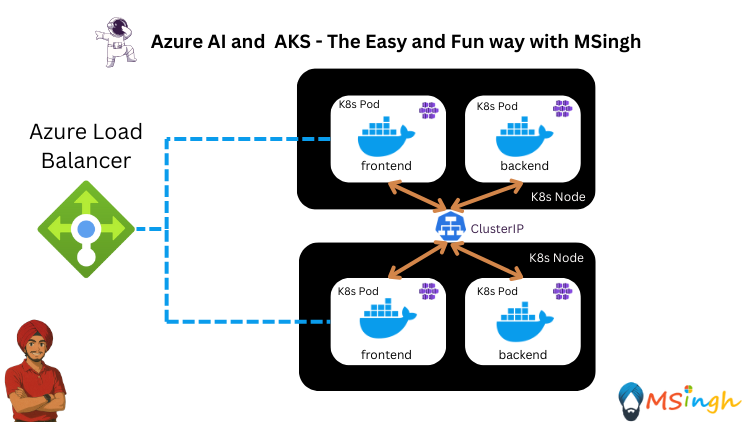 Azure AI and  AKS - The Easy and Fun way with MSingh
Azure Load
Balancer
K8s Pod
frontend
K8s Pod
backend
K8s Node
ClusterIP
K8s Node
K8s Pod
frontend
K8s Pod
backend
MSingh